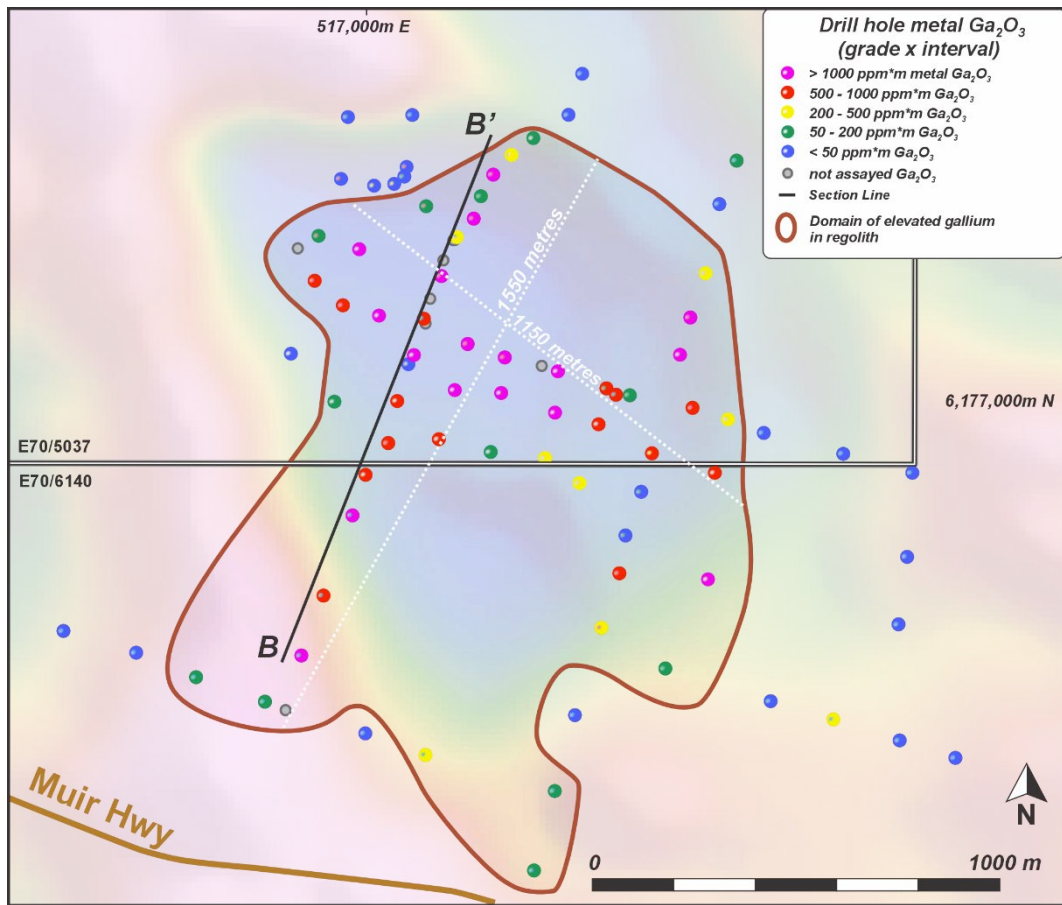 517,000m E
Drill hole metal Ga₂O₃
(grade x interval)
> 1000 ppm*m metal Ga₂O₃
500 - 1000 ppm*m Ga₂O₃
200 - 500 ppm*m Ga₂O₃
50 - 200 ppm*m Ga₂O₃
< 50 ppm*m Ga₂O₃
not assayed Ga₂O₃
Section Line
Domain of elevated gallium
in regolith
B'
1550 metres
1150 metres
6,177,000m N
E70/5037
E70/6140
B
Muir Hwy
N
0
1000 m